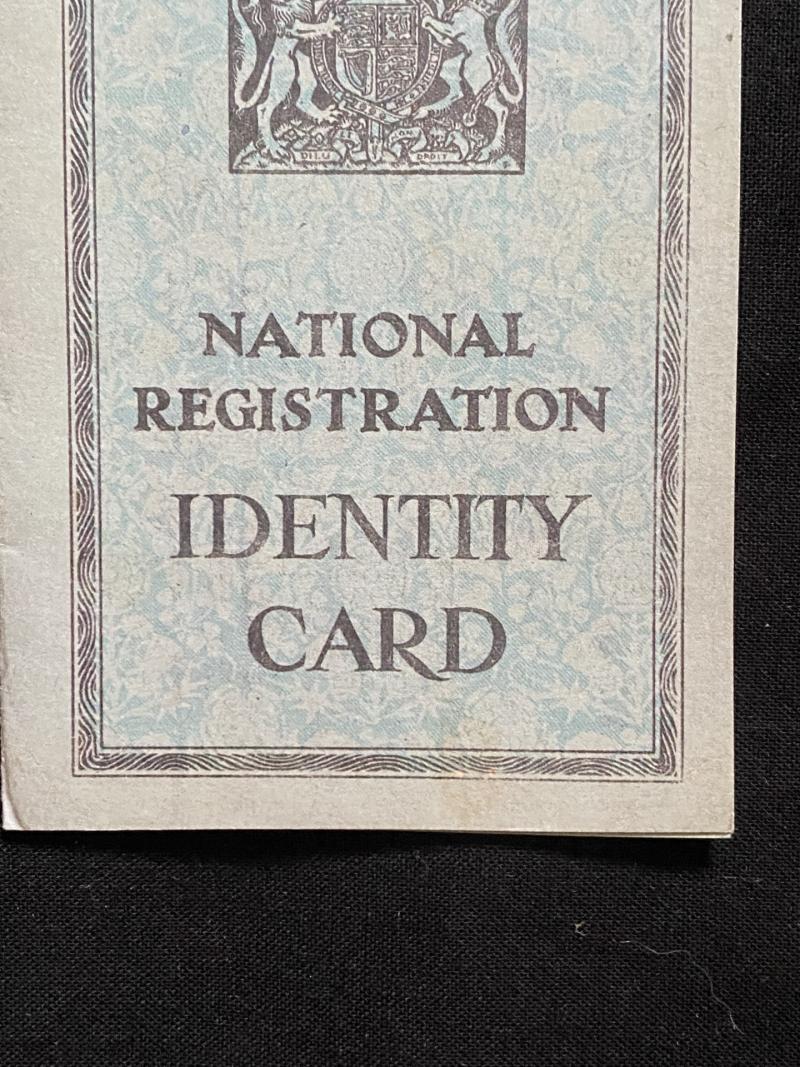 DIEU
ET
MON
DROIT
NATIONAL
REGISTRATION
IDENTITY
CARD